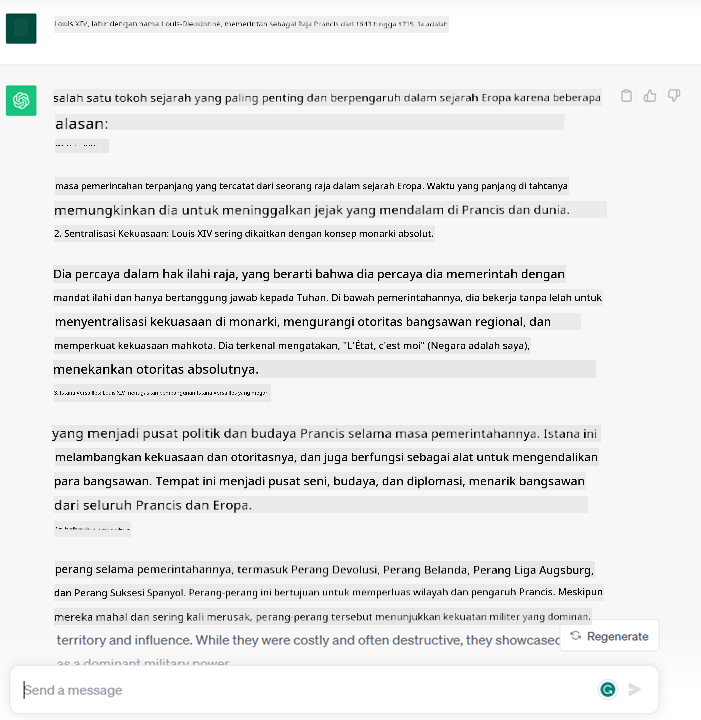 Louis XIV, lahir dengan nama Louis-Dieudonné, memerintah sebagai Raja Prancis dari 1643 hingga 1715. Ia adalah
salah satu tokoh sejarah yang paling penting dan berpengaruh dalam sejarah Eropa karena beberapa
alasan:
masa pemerintahan terpanjang yang tercatat dari seorang raja dalam sejarah Eropa. Waktu yang panjang di tahtanya
memungkinkan dia untuk meninggalkan jejak yang mendalam di Prancis dan dunia.
2. Sentralisasi Kekuasaan: Louis XIV sering dikaitkan dengan konsep monarki absolut.
Dia percaya dalam hak ilahi raja, yang berarti bahwa dia percaya dia memerintah dengan
mandat ilahi dan hanya bertanggung jawab kepada Tuhan. Di bawah pemerintahannya, dia bekerja tanpa lelah untuk
menyentralisasi kekuasaan di monarki, mengurangi otoritas bangsawan regional, dan
memperkuat kekuasaan mahkota. Dia terkenal mengatakan, "L'État, c'est moi" (Negara adalah saya),
menekankan otoritas absolutnya.
3. Istana Versailles: Louis XIV menugaskan pembangunan Istana Versailles yang megah,
yang menjadi pusat politik dan budaya Prancis selama masa pemerintahannya. Istana ini
melambangkan kekuasaan dan otoritasnya, dan juga berfungsi sebagai alat untuk mengendalikan
para bangsawan. Tempat ini menjadi pusat seni, budaya, dan diplomasi, menarik bangsawan
dari seluruh Prancis dan Eropa.
perang selama pemerintahannya, termasuk Perang Devolusi, Perang Belanda, Perang Liga Augsburg,
dan Perang Suksesi Spanyol. Perang-perang ini bertujuan untuk memperluas wilayah dan pengaruh Prancis. Meskipun
mereka mahal dan sering kali merusak, perang-perang tersebut menunjukkan kekuatan militer yang dominan.
territory and influence. While they were costly and often destructive, they showcased
Regenerate
as a dominant military power.
Send a message